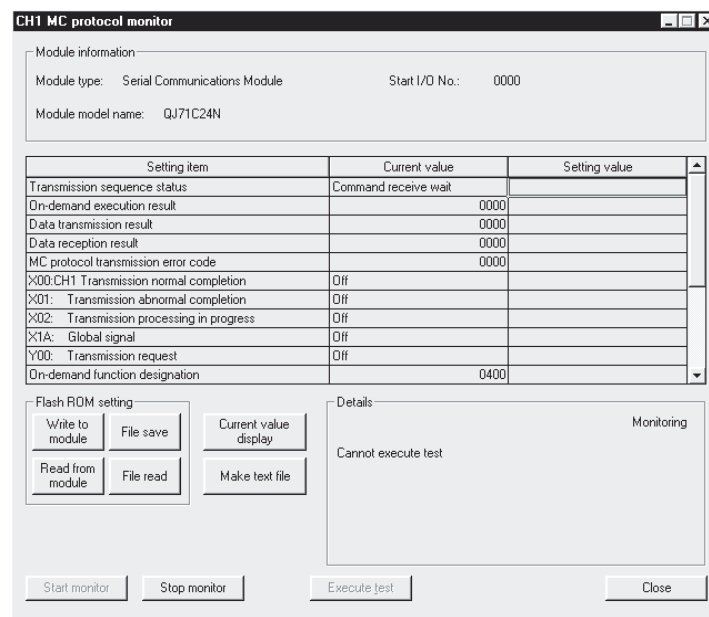 CH1 MC protocol monitor
Module information
Module type: Serial Communications Module Start I/O No.: 0000
Module model name: QJ71C24N
Setting item Current value Setting value
Transmission sequence status Command receive wait
On-demand execution result 0000
Data transmission result 0000
Data reception result 0000
MC protocol transmission error code 0000
X00:CH1 Transmission normal completion Off
X01: Transmission abnormal completion Off
X02: Transmission processing in progress Off
X1A: Global signal Off
Y00: Transmission request Off
On-demand function designation 0400
Flash ROM setting
Write to module
File save
Current value display
Read from module
File read
Make text file
Details
Monitoring
Cannot execute test
Start monitor Stop monitor Execute test Close